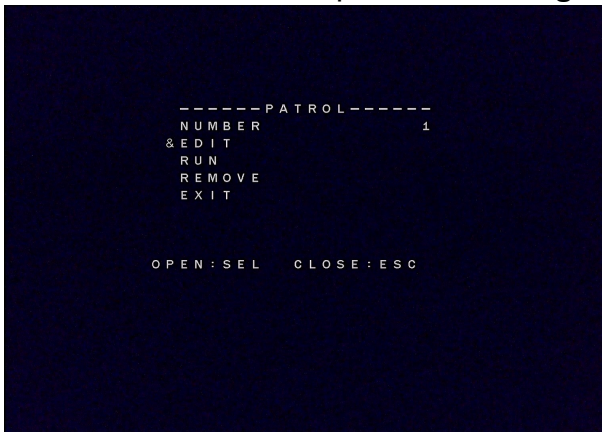 ------PATROL------
NUMBER 1
&EDIT
RUN
REMOVE
EXIT
OPEN:SEL CLOSE:ESC